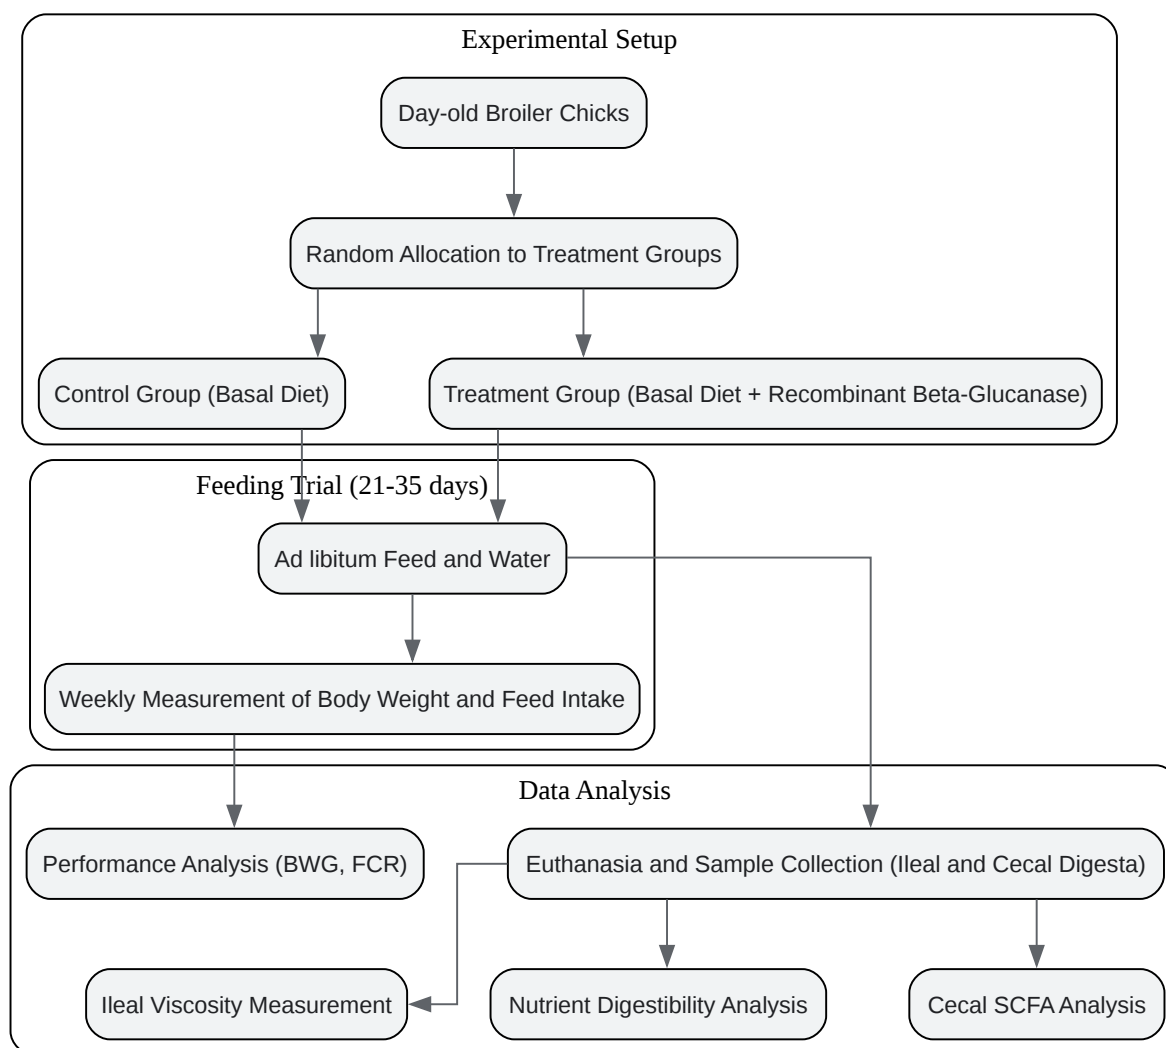 Experimental Setup
Day-old Broiler Chicks
Random Allocation to Treatment Groups
Control Group (Basal Diet)
Treatment Group (Basal Diet + Recombinant Beta-Glucanase)
Feeding Trial (21-35 days)
Ad libitum Feed and Water
Weekly Measurement of Body Weight and Feed Intake
Data Analysis
Performance Analysis (BWG, FCR)
Euthanasia and Sample Collection (Ileal and Cecal Digesta)
Ileal Viscosity Measurement
Nutrient Digestibility Analysis
Cecal SCFA Analysis